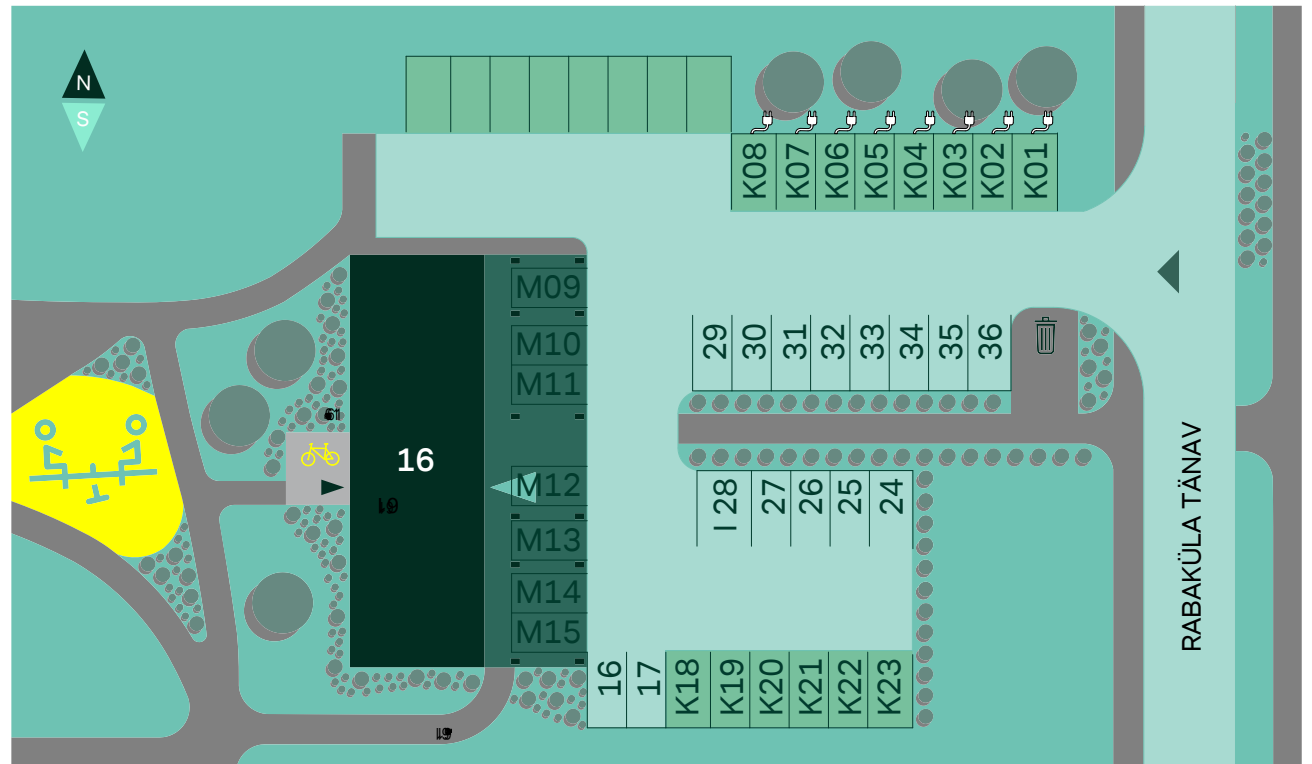 N
S
K08
K07
K06
K05
K04
K03
K02
K01
M09
M10
M11
M12
M13
M14
M15
29
30
31
32
33
34
35
36
16
I 28
27
26
25
24
16
17
K18
K19
K20
K21
K22
K23
RABAKÜLA TÄNAV